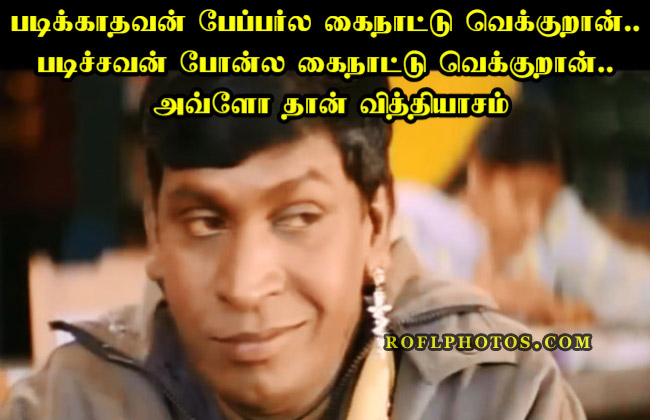 படிக்காதவன் பேப்பர்ல கைநாட்டு வெக்குறான்..
படிச்சவன் போன்ல கைநாட்டு வெக்குறான்..
அவ்ளோ தான் வித்தியாசம்
ROFLPHOTOS.COM